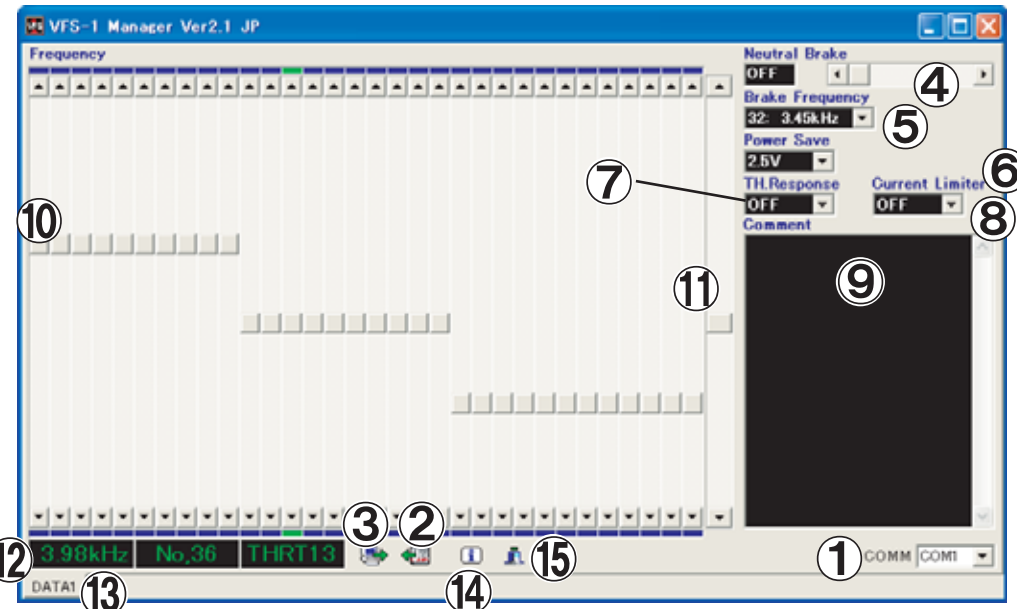 VFS-1 Manager Ver2.1 JP
Frequency
Neutral Brake
OFF
④
Brake Frequency
32: 3.45kHz
⑤
Power Save
2.5V
⑥
⑦
TH.Response
Current Limiter
OFF
OFF
⑧
Comment
⑩
⑨
⑪
③
②
⑫
3.98kHz
No,36
THRT13
⑮
①
COMM
COM1
DATA1
⑬
⑭